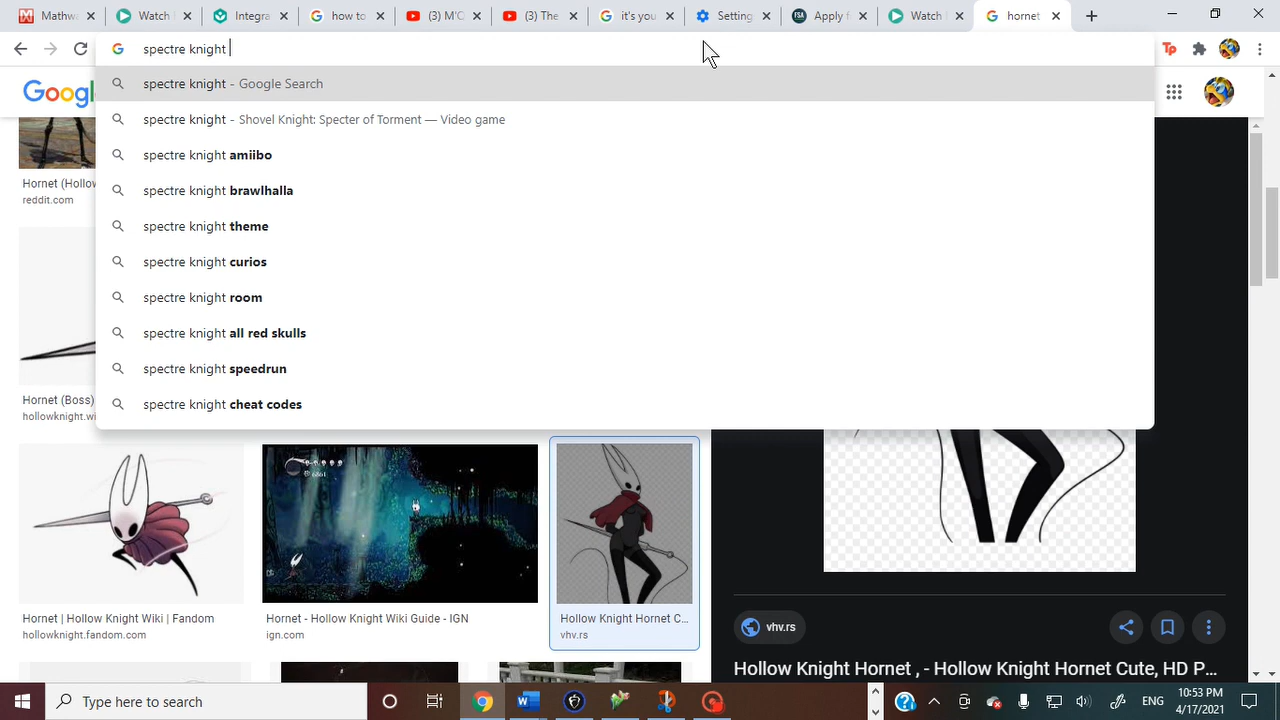 Mathw
Watch
Integra
how to
(3) NIC
(3) The
it's you
Setting
Apply f
Watch
hornet
spectre knight
Tp
Google
spectre knight - Google Search
spectre knight - Shovel Knight: Specter of Torment — Video game
spectre knight amiibo
spectre knight brawlhalla
spectre knight theme
spectre knight curios
spectre knight room
spectre knight all red skulls
spectre knight speedrun
spectre knight cheat codes
Hornet (Hollow
reddit.com
Hornet (Boss)
hollowknight.wi
Hornet | Hollow Knight Wiki | Fandom
hollowknight.fandom.com
Hornet - Hollow Knight Wiki Guide - IGN
ign.com
Hollow Knight Hornet C...
vhv.rs
vhv.rs
Hollow Knight Hornet , - Hollow Knight Hornet Cute, HD P...
Type here to search
ENG
10:53 PM
4/17/2021